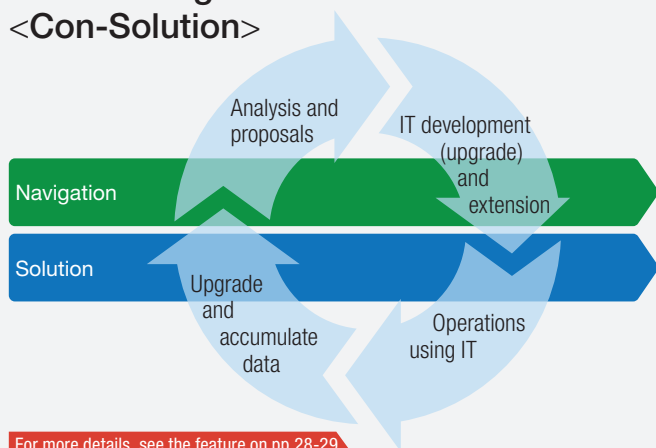 <Con-Solution>
Analysis and
proposals
IT development
(upgrade)
and
extension
Navigation
Solution
Upgrade
and
accumulate
data
Operations
using IT
For more details, see the feature on pp.28-29